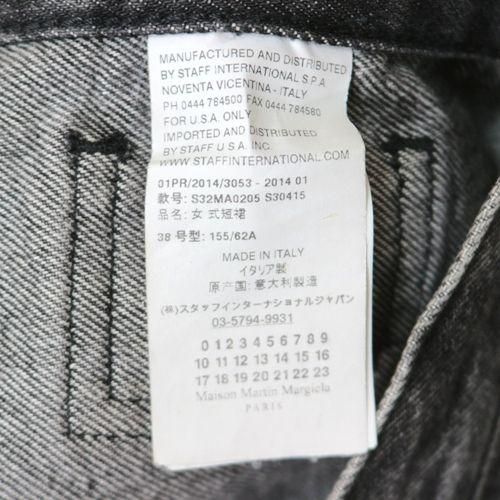 MANUFACTURED AND DISTRIBUTED
BY STAFF INTERNATIONAL S.P.A
NOVENTA VICENTINA - ITALY
PH 0444 784500 FAX 0444 784580
FOR U.S.A. ONLY
IMPORTED AND DISTRIBUTED
BY STAFF U.S.A. INC.
WWW.STAFFINTERNATIONAL.COM
01PR/2014/3053 - 2014 01
款号: S32MA0205 S30415
品名: 女 式短裙
38 号型: 155/62A
MADE IN ITALY
イタリア製
原产国: 意大利製造
(株)スタッフインターナショナルジャパン
03-5794-9931
0 1 2 3 4 5 6 7 8 9
10 11 12 13 14 15 16
17 18 19 20 21 22 23
Maison Martin Margiela
PARIS